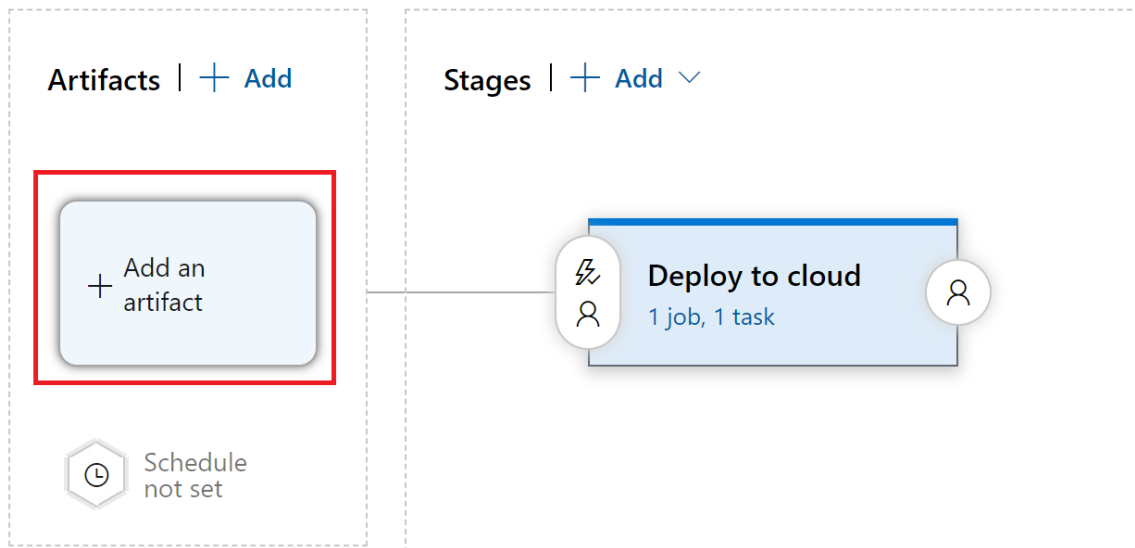 Artifacts | + Add
Stages | + Add
+ Add an
artifact
Deploy to cloud
1 job, 1 task
Schedule
not set